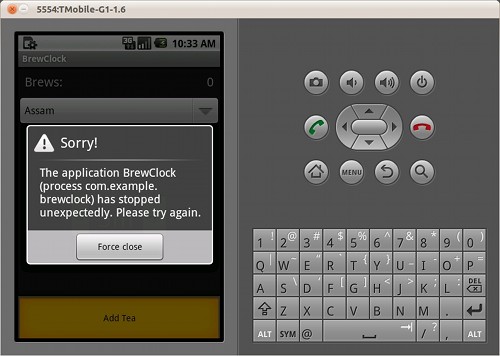 5554:TMobile-G1-1.6
3G
10:33 AM
BrewClock
Brews: 0
Assam
Sorry!
The application BrewClock
(process com.example.
brewclock) has stopped
unexpectedly. Please try again.
Force close
Add Tea
MENU
1 ! 2 @ 3 # 4 $ 5 % 6 ^ 7 & 8 * 9 ( 0 )
Q | W ~ E " R ` T { Y } U _ I - O + P =
A S \ D ' F [ G ] H < J > K ; L : DEL
Z X C V B N M .
ALT SYM @ / ? , ALT